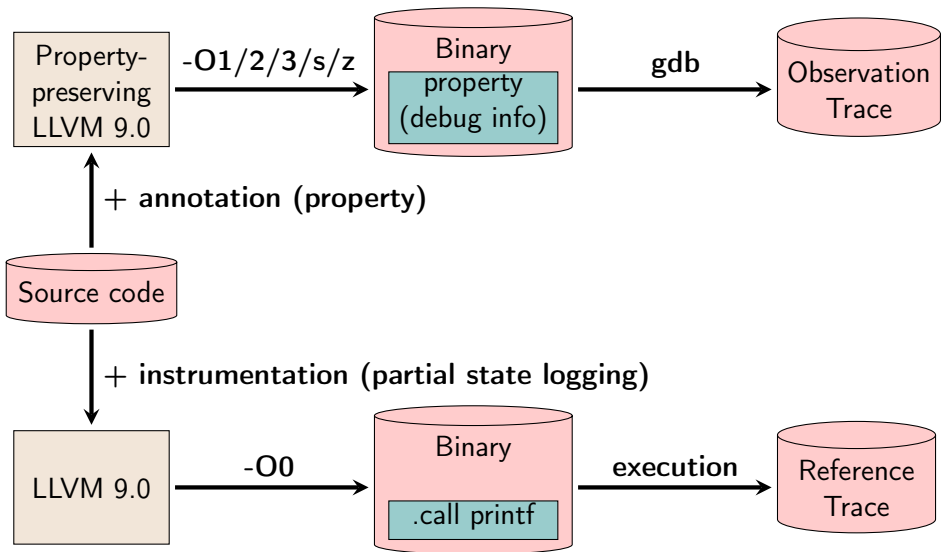 Property-
preserving
LLVM 9.0
-O1/2/3/s/z
Binary
property
(debug info)
gdb
Observation
Trace
+ annotation (property)
Source code
+ instrumentation (partial state logging)
LLVM 9.0
-O0
Binary
.call printf
execution
Reference
Trace